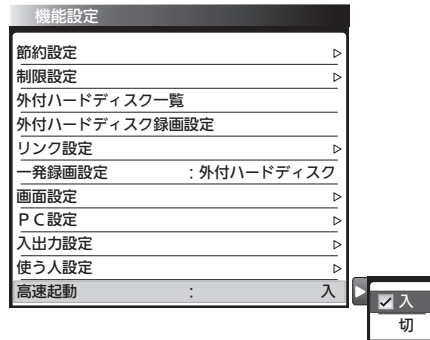 機能設定
節約設定
制限設定
外付ハードディスク一覧
外付ハードディスク録画設定
リンク設定
一発録画設定 : 外付ハードディスク
画面設定
ＰＣ設定
入出力設定
使う人設定
高速起動 : 入
入
切